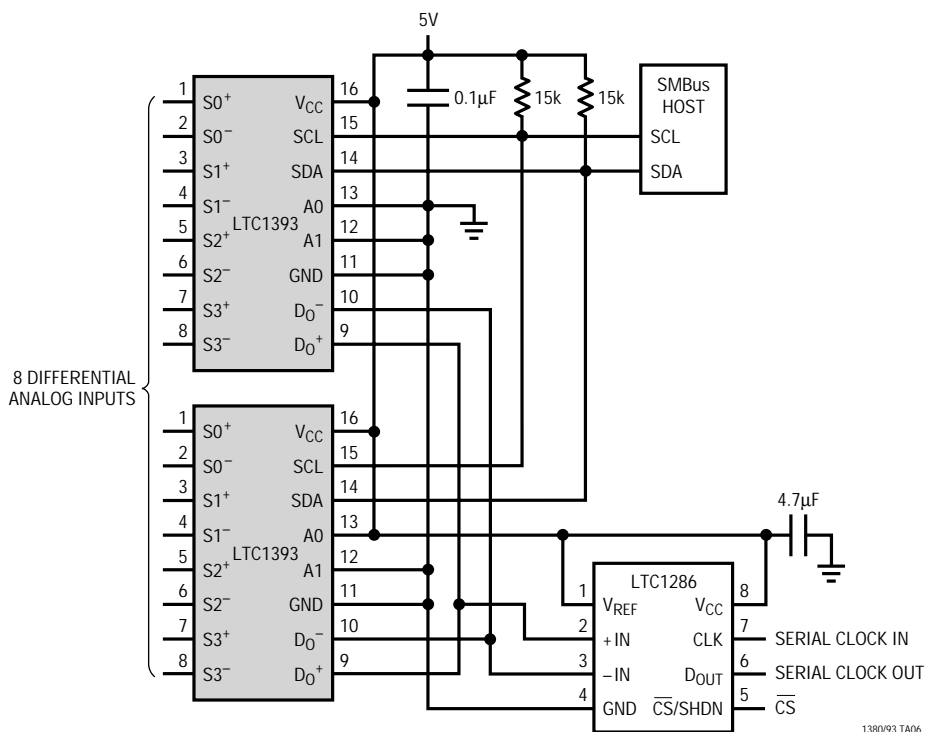 5V
0.1µF
15k
15k
SMBus
HOST
SCL
SDA
1 S0+
2 S0−
3 S1+
4 S1−
5 S2+
6 S2−
7 S3+
8 S3−
LTC1393
VCC 16
SCL 15
SDA 14
A0 13
A1 12
GND 11
DO− 10
DO+ 9
8 DIFFERENTIAL
ANALOG INPUTS
1 S0+
2 S0−
3 S1+
4 S1−
5 S2+
6 S2−
7 S3+
8 S3−
LTC1393
VCC 16
SCL 15
SDA 14
A0 13
A1 12
GND 11
DO− 10
DO+ 9
4.7µF
LTC1286
1 VREF
2 +IN
3 −IN
4 GND
VCC 8
CLK 7
DOUT 6
CS/SHDN 5
SERIAL CLOCK IN
SERIAL CLOCK OUT
CS
1380/93 TA06